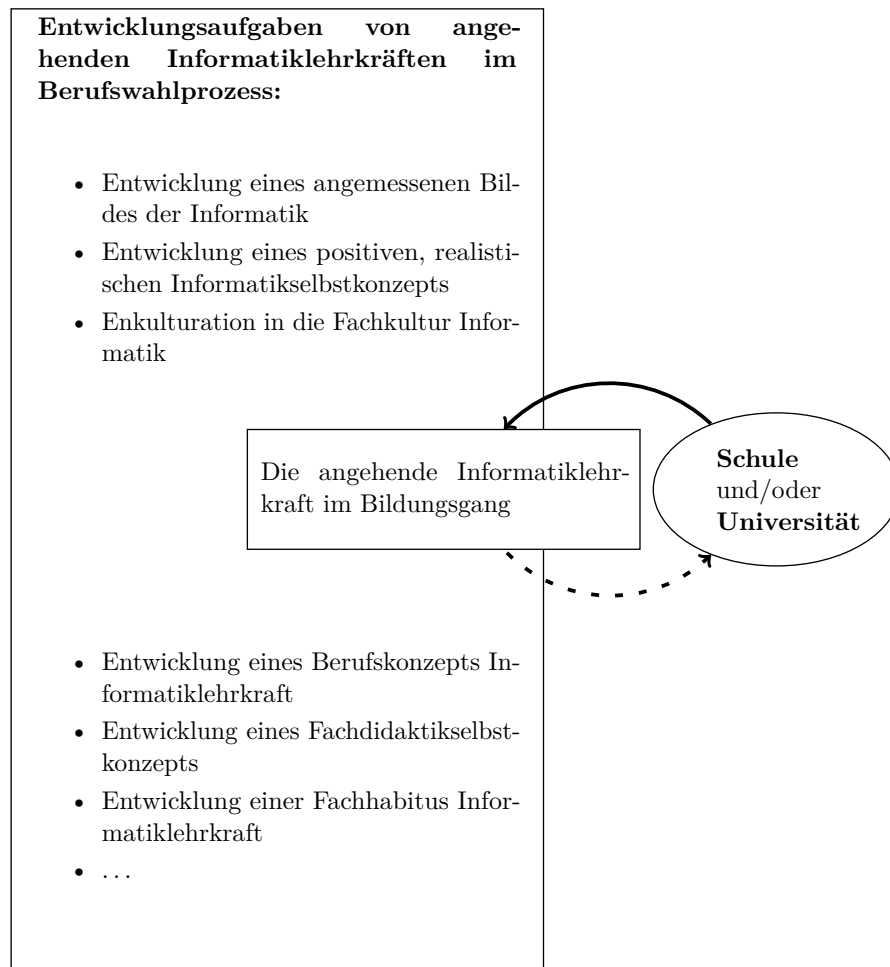 Entwicklungsaufgaben von ange-
henden Informatiklehrkräften im
Berufswahlprozess:
• Entwicklung eines angemessenen Bil-
des der Informatik
• Entwicklung eines positiven, realisti-
schen Informatikselbstkonzepts
• Enkulturation in die Fachkultur Infor-
matik
Die angehende Informatiklehr-
kraft im Bildungsgang
Schule
und/oder
Universität
• Entwicklung eines Berufskonzepts In-
formatiklehrkraft
• Entwicklung eines Fachdidaktikselbst-
konzepts
• Entwicklung einer Fachhabitus Infor-
matiklehrkraft
• . . .